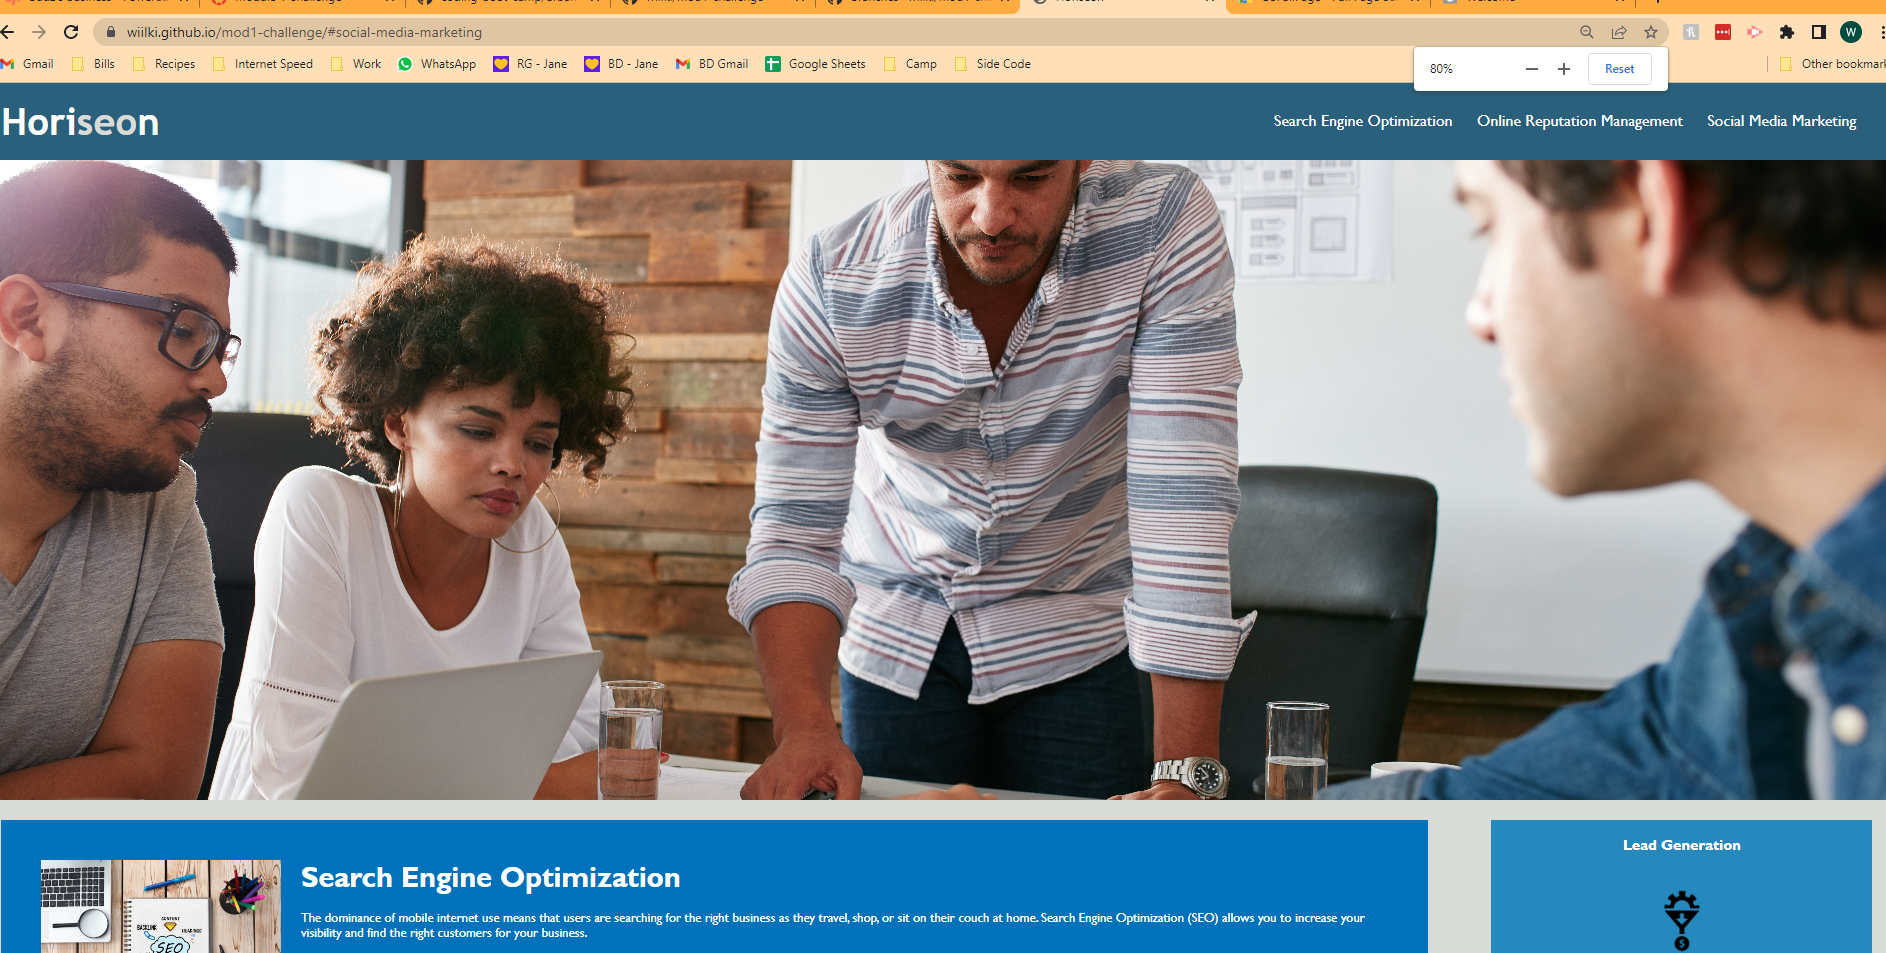 wiilki.github.io/mod1-challenge/#social-media-marketing
W
Gmail Bills Recipes Internet Speed Work WhatsApp RG - Jane BD - Jane BD Gmail Google Sheets Camp Side Code Other bookmark
80% Reset
Horiseon
Search Engine Optimization Online Reputation Management Social Media Marketing
Search Engine Optimization
The dominance of mobile internet use means that users are searching for the right business as they travel, shop, or sit on their couch at home. Search Engine Optimization (SEO) allows you to increase your
visibility and find the right customers for your business.
CONTENT
BACKLINK
SEO
Lead Generation
$